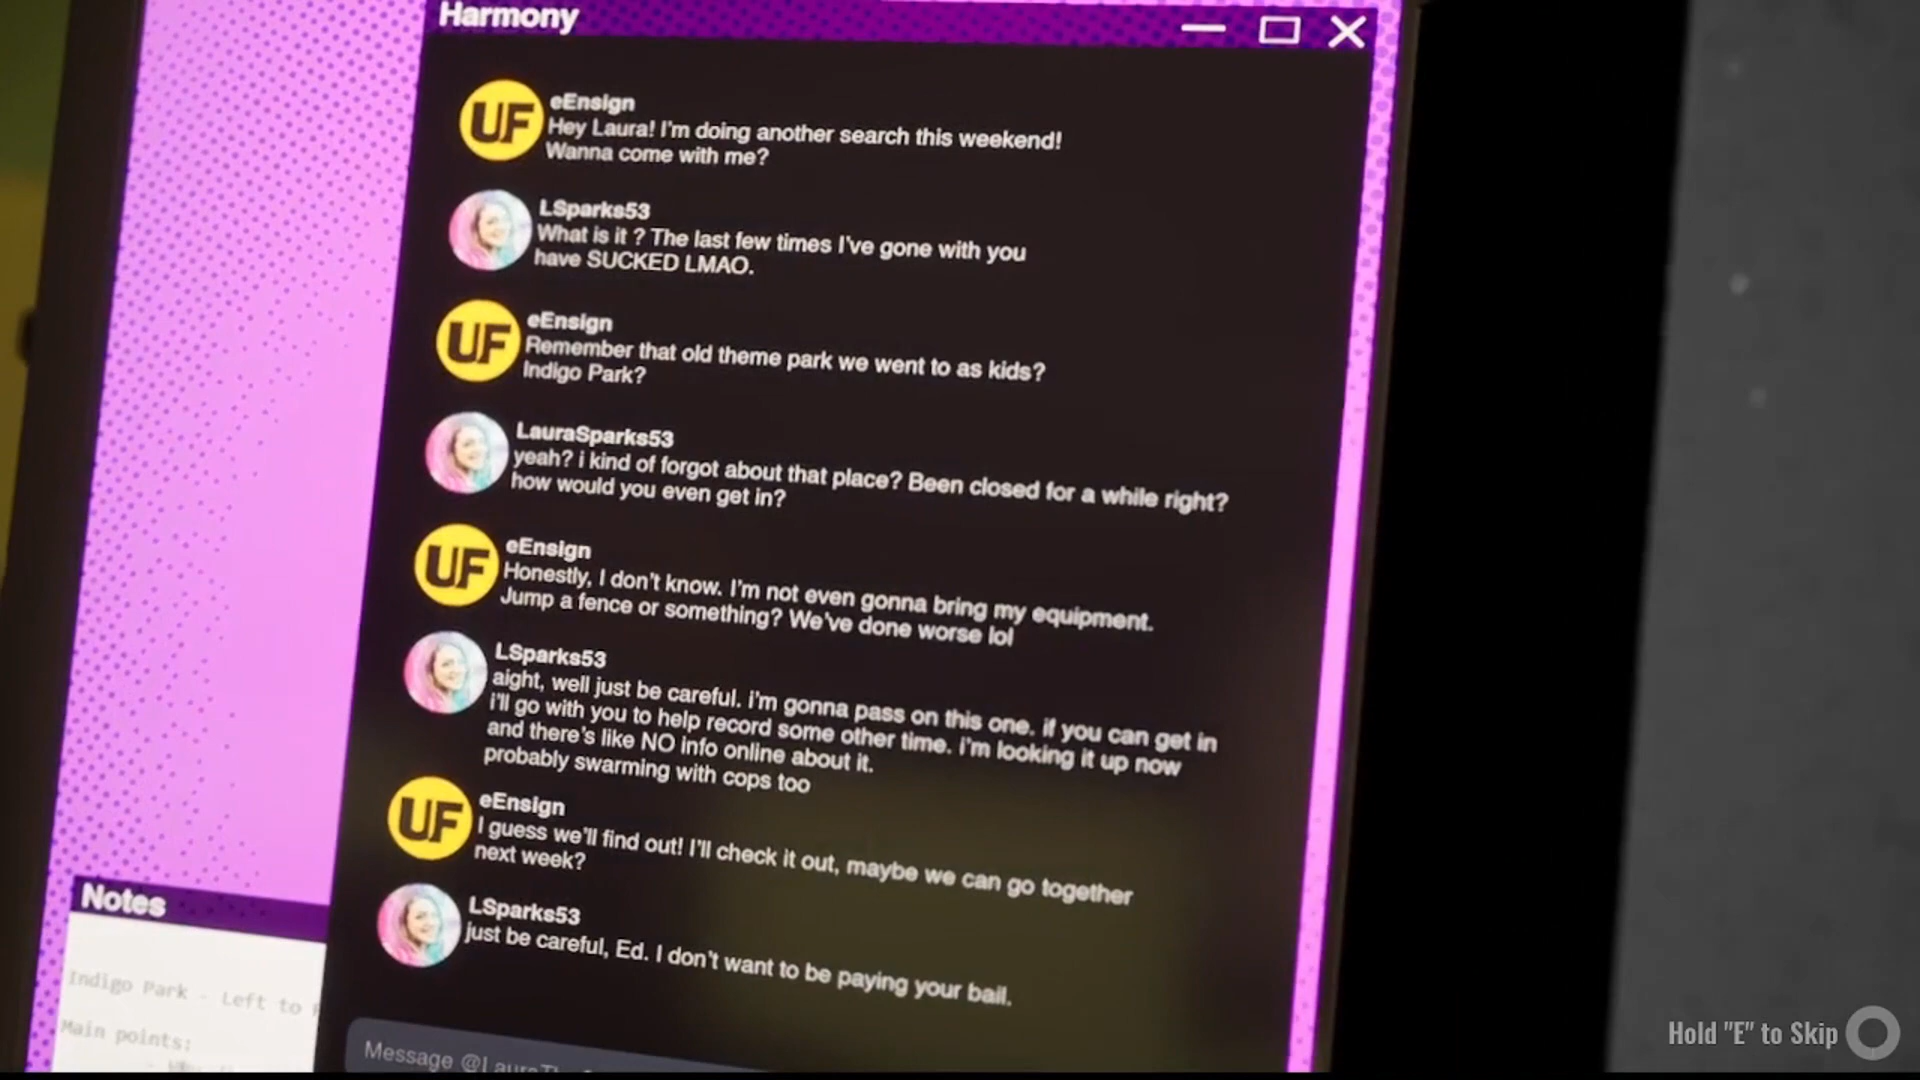 Harmony
UF
eEnsign
Hey Laura! I'm doing another search this weekend!
Wanna come with me?
LSparks53
What is it ? The last few times I've gone with you
have SUCKED LMAO.
UF
eEnsign
Remember that old theme park we went to as kids?
Indigo Park?
LauraSparks53
yeah? i kind of forgot about that place? Been closed for a while right?
how would you even get in?
UF
eEnsign
Honestly, I don't know. I'm not even gonna bring my equipment.
Jump a fence or something? We've done worse lol
LSparks53
aight, well just be careful. i'm gonna pass on this one. if you can get in
i'll go with you to help record some other time. i'm looking it up now
and there's like NO info online about it.
probably swarming with cops too
UF
eEnsign
I guess we'll find out! I'll check it out, maybe we can go together
next week?
LSparks53
just be careful, Ed. I don't want to be paying your bail.
Notes
Indigo Park - Left to
Main points:
Message
Hold "E" to Skip